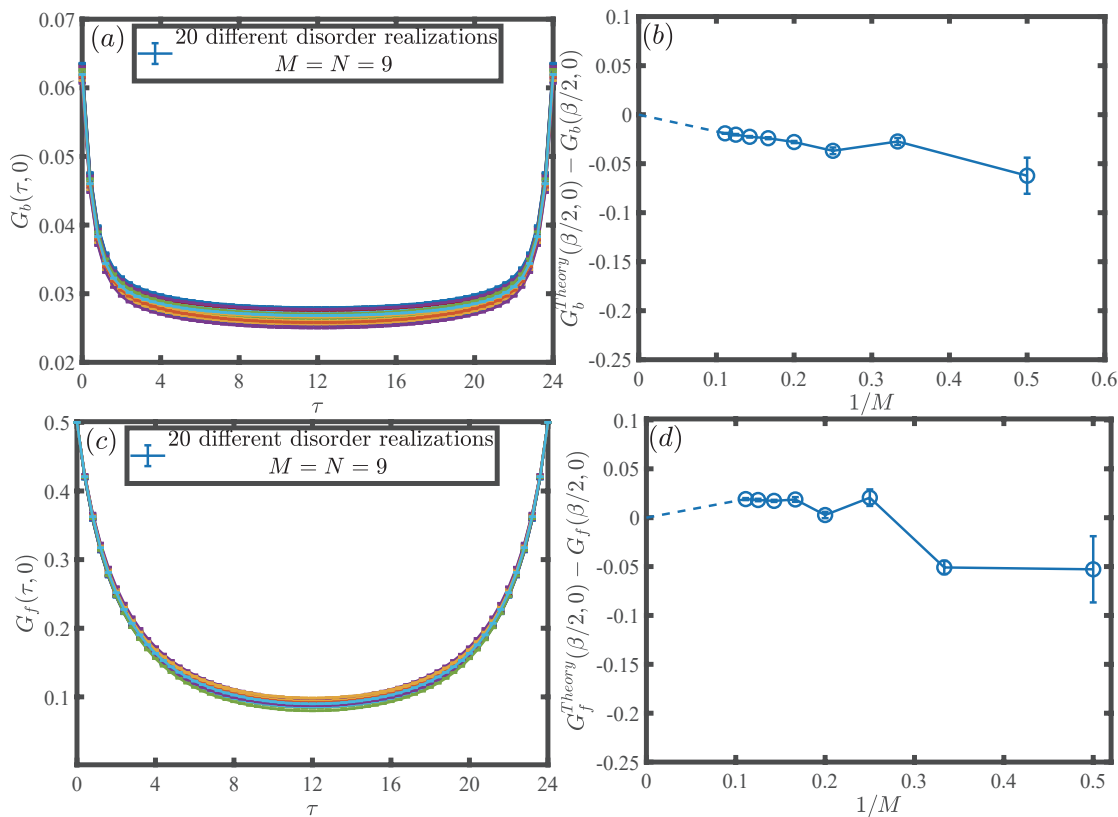 (a)
20 different disorder realizations
M = N = 9
0.07
0.06
0.05
0.04
0.03
0.02
G_b(τ, 0)
0 4 8 12 16 20 24
τ
(b)
0.1
0.05
0
-0.05
-0.1
-0.15
-0.2
-0.25
G_b^{Theory}(β/2, 0) − G_b(β/2, 0)
0 0.1 0.2 0.3 0.4 0.5 0.6
1/M
(c)
20 different disorder realizations
M = N = 9
0.5
0.4
0.3
0.2
0.1
G_f(τ, 0)
0 4 8 12 16 20 24
τ
(d)
0.1
0.05
0
-0.05
-0.1
-0.15
-0.2
-0.25
G_f^{Theory}(β/2, 0) − G_f(β/2, 0)
0 0.1 0.2 0.3 0.4 0.5
1/M